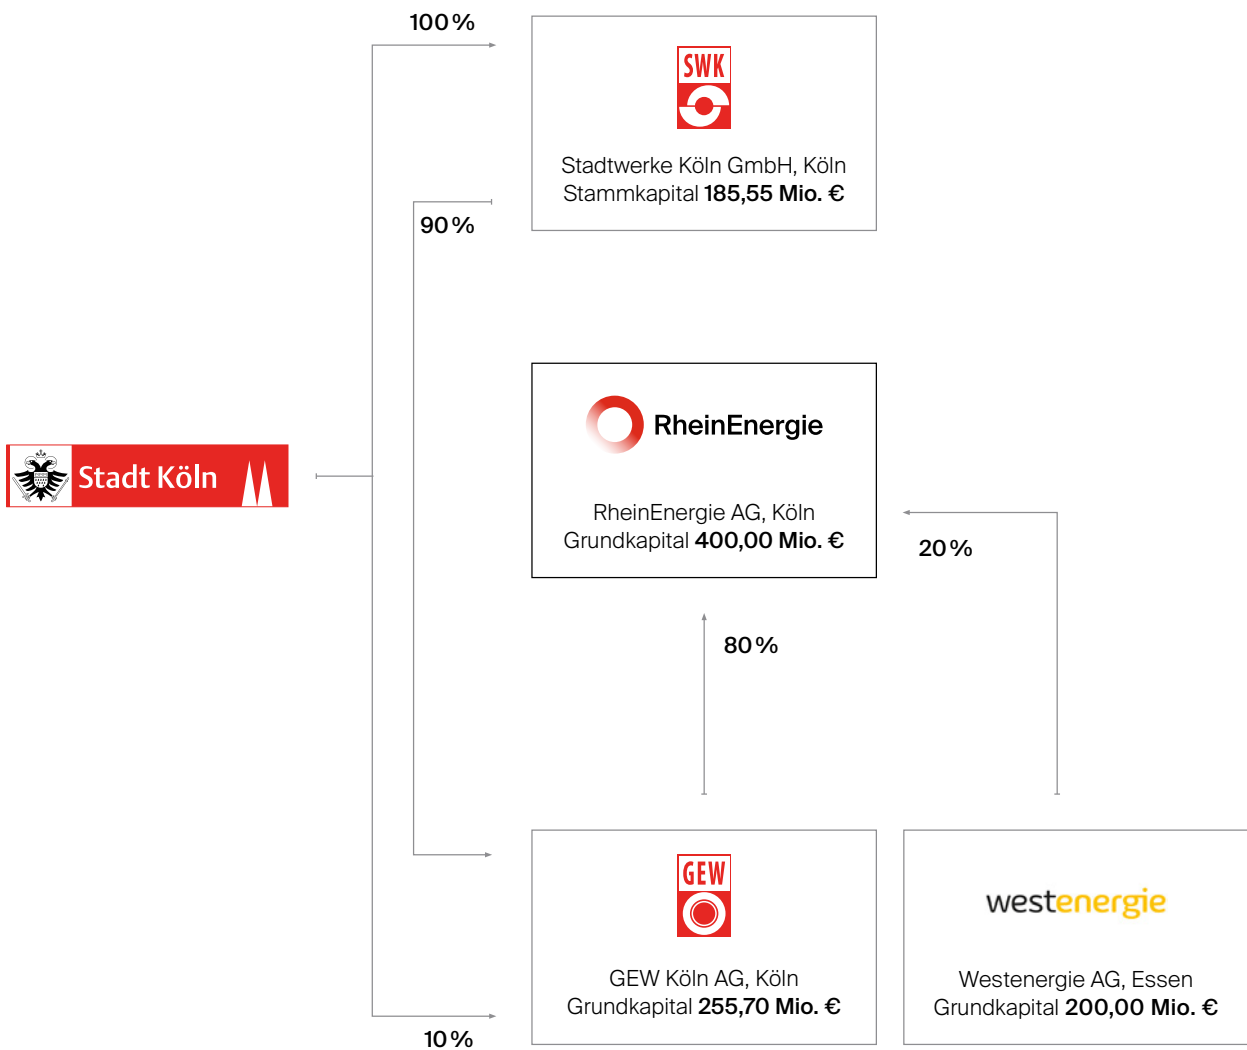 100 %
SWK
Stadtwerke Köln GmbH, Köln
Stammkapital 185,55 Mio. €
90 %
RheinEnergie
Stadt Köln
RheinEnergie AG, Köln
Grundkapital 400,00 Mio. €
20 %
80 %
GEW
westenergie
GEW Köln AG, Köln
Grundkapital 255,70 Mio. €
Westenergie AG, Essen
Grundkapital 200,00 Mio. €
10 %